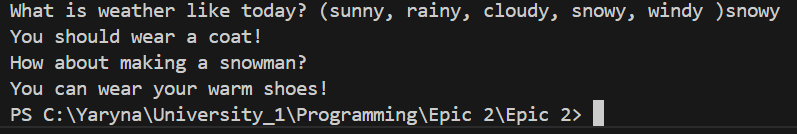 What is weather like today? (sunny, rainy, cloudy, snowy, windy )snowy
You should wear a coat!
How about making a snowman?
You can wear your warm shoes!
PS C:\Yaryna\University_1\Programming\Epic 2\Epic 2>